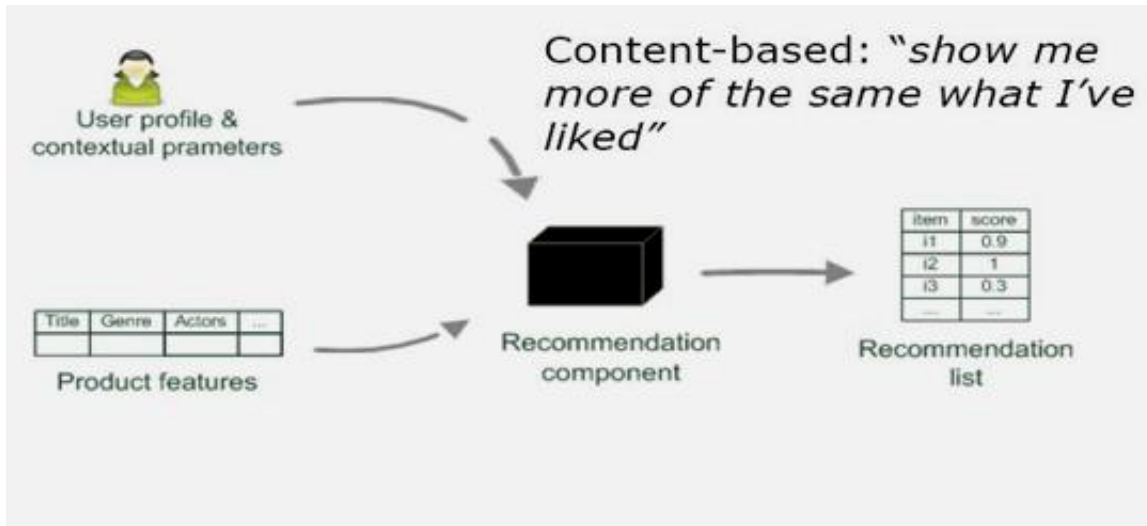 Content-based: “show me
more of the same what I’ve
liked”
User profile &
contextual prameters
item score
i1 0.9
i2 1
i3 0.3
... ...
Title Genre Actors ...
Product features
Recommendation
component
Recommendation
list